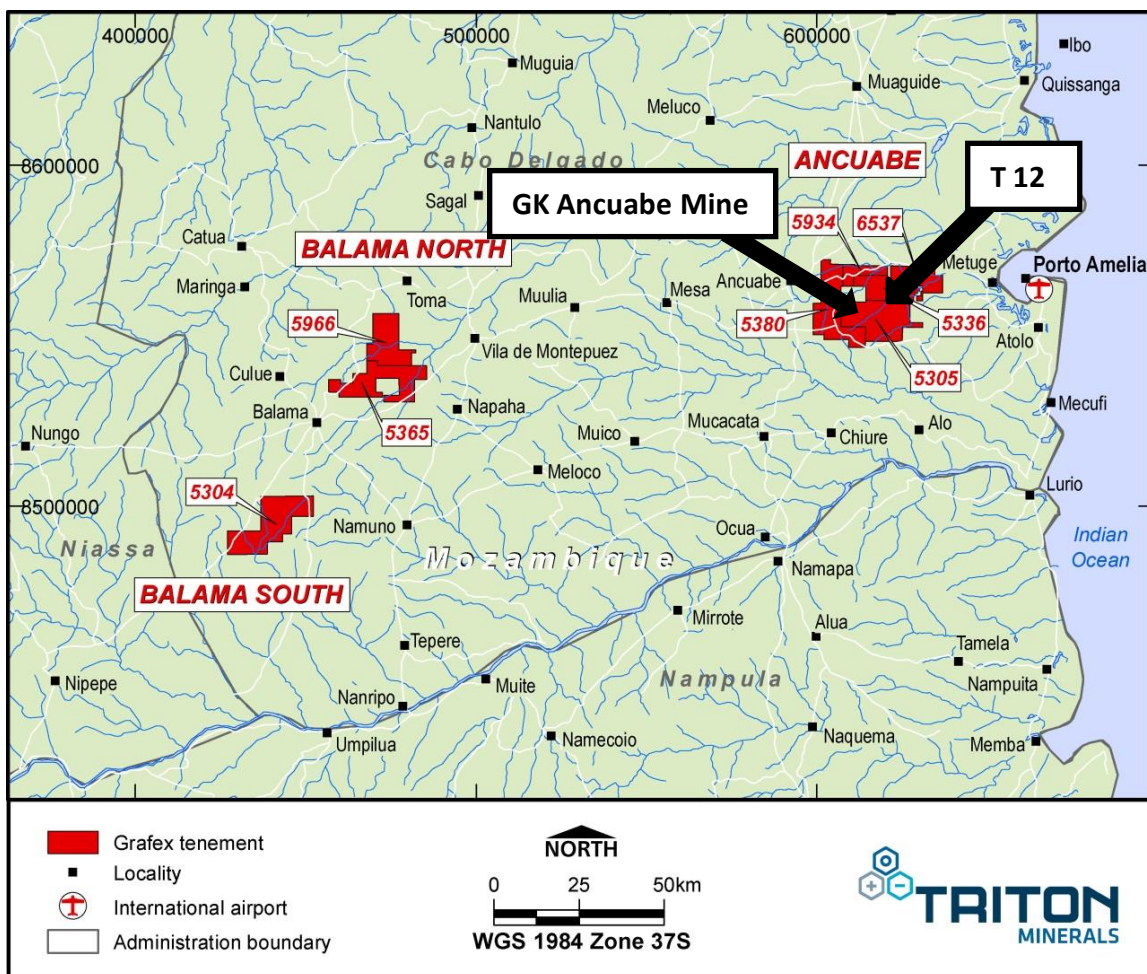 400000
500000
600000
Ibo
Muguia
Muaguide
Quissanga
Meluco
Nantulo
Cabo Delgado
8600000
ANCUABE
T 12
Sagal
GK Ancuabe Mine
5934
6537
Catua
BALAMA NORTH
Metuge
Porto Amelia
Maringa
Toma
Muulia
Mesa
Ancuabe
5966
5380
5336
Atolo
Vila de Montepuez
Culue
5305
Balama
Napaha
Mecufi
5365
Nungo
Muico
Mucacata
Chiure
Alo
Meloco
5304
8500000
Lurio
Namuno
Ocua
Indian
Ocean
Niassa
Mozambique
Namapa
BALAMA SOUTH
Mirrote
Alua
Tepere
Tamela
Nipepe
Muite
Nampula
Nampuita
Nanripo
Umpilua
Namecoio
Naquema
Memba
Grafex tenement
Locality
International airport
Administration boundary
NORTH
0 25 50km
WGS 1984 Zone 37S
TRITON
MINERALS